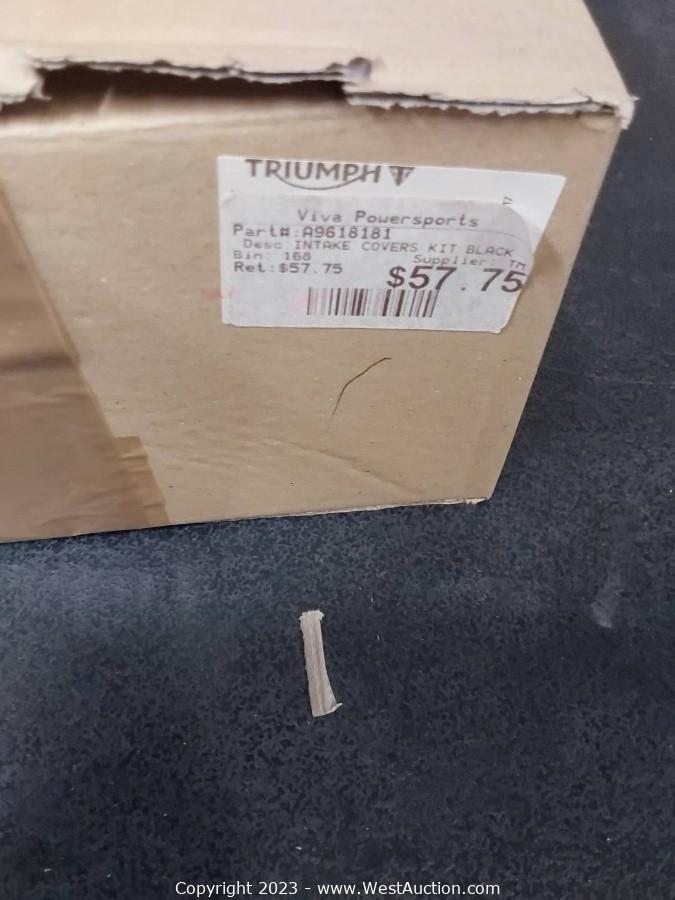 TRIUMPH
Viva Powersports
Part#:A9618181
Desc:INTAKE COVERS KIT BLACK
Bin: 168
Supplier: TM
Ret:$57.75
$57.75
Copyright 2023 - www.WestAuction.com